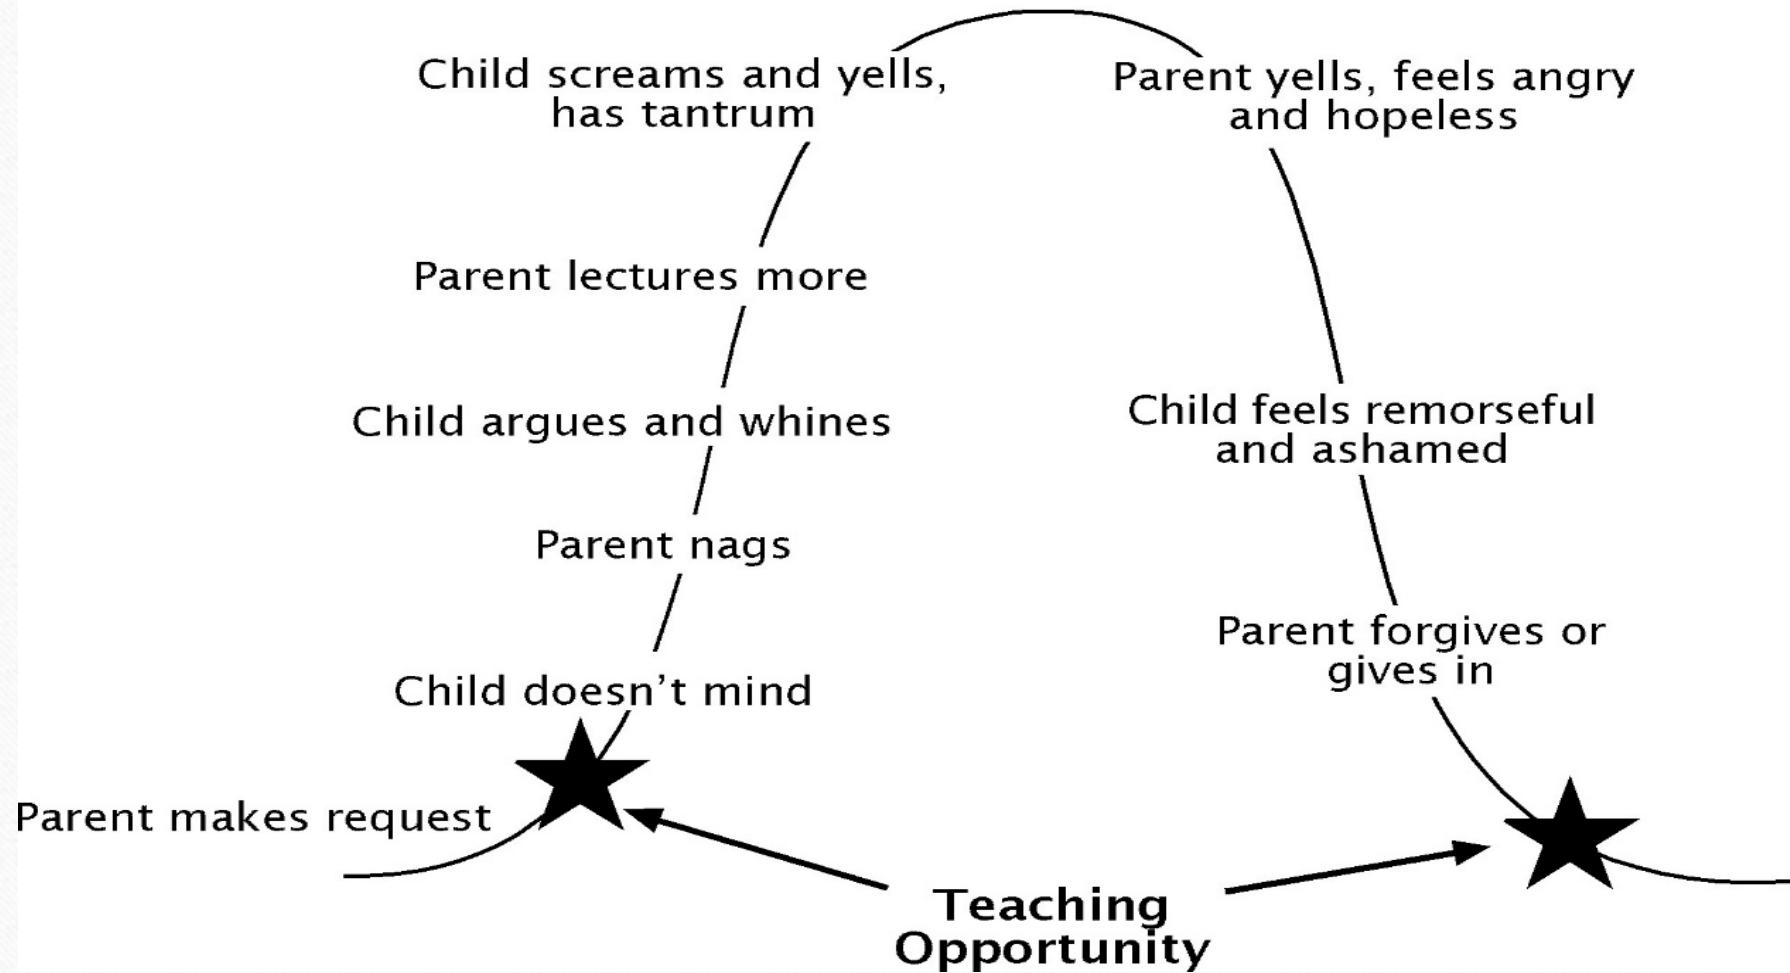 Parent makes request
Child doesn’t mind
Parent nags
Child argues and whines
Parent lectures more
Child screams and yells,
has tantrum
Parent yells, feels angry
and hopeless
Child feels remorseful
and ashamed
Parent forgives or
gives in
Teaching
Opportunity